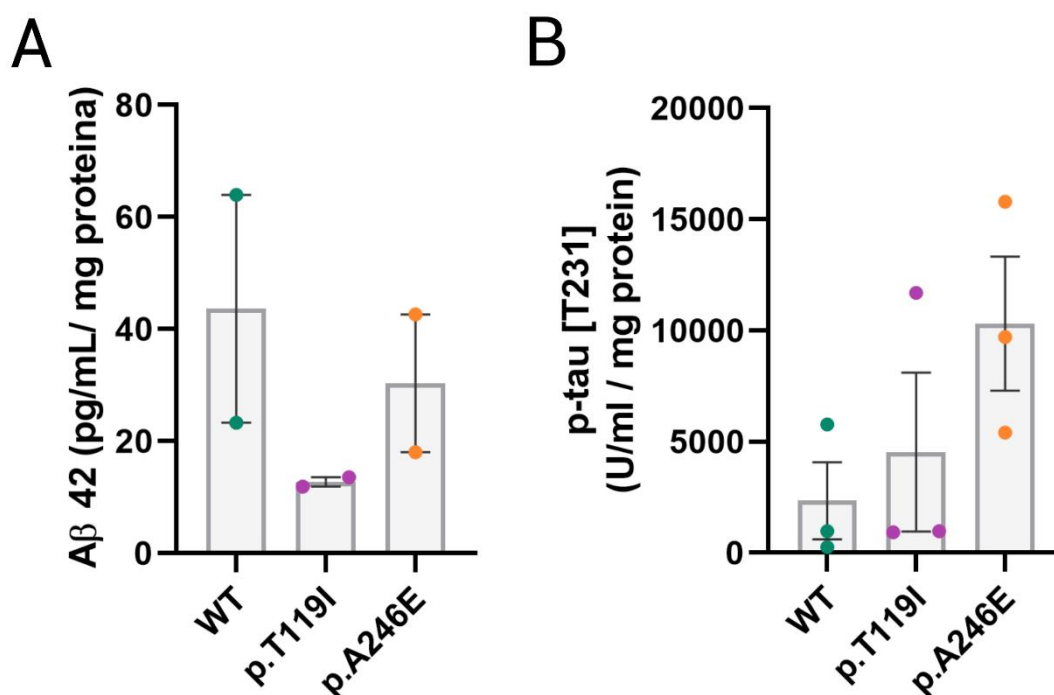 A
Aβ 42 (pg/mL/ mg proteina)
80
60
40
20
0
WT
p.T119I
p.A246E
B
p-tau [T231]
(U/ml / mg protein)
20000
15000
10000
5000
0
WT
p.T119I
p.A246E